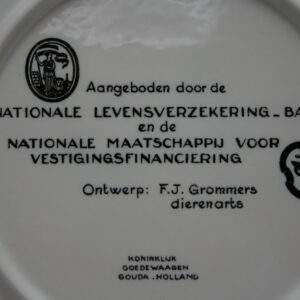 Aangeboden door de
NATIONALE LEVENSVERZEKERING - BA
en de
NATIONALE MAATSCHAPPIJ VOOR
VESTIGINGSFINANCIERING
Ontwerp: F.J. Grommers
dierenarts
KONINKLIJK
GOEDEWAAGEN
GOUDA - HOLLAND